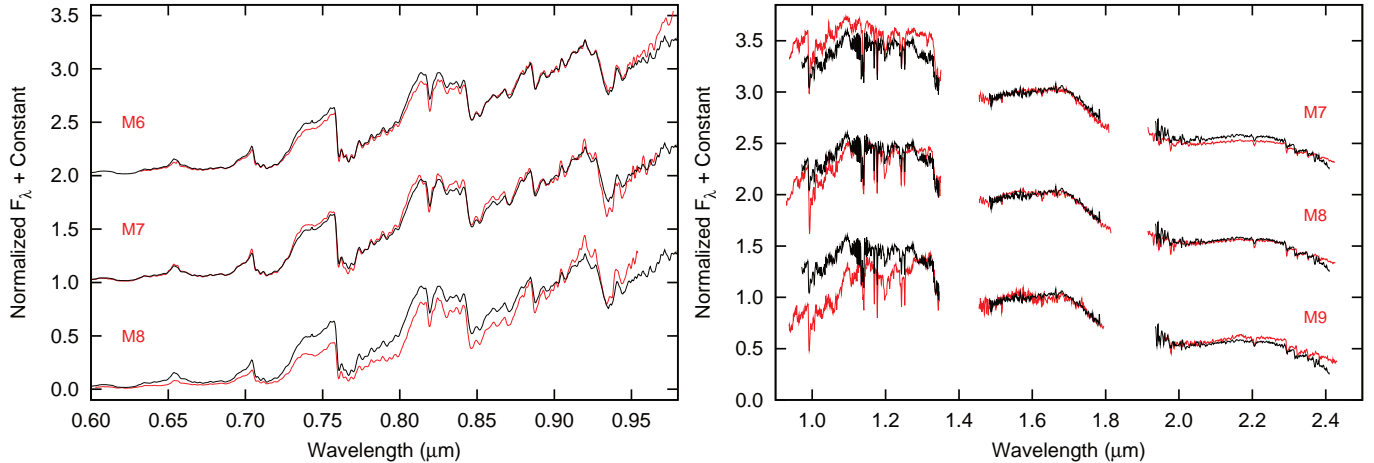 Normalized Fλ + Constant
3.5
3.0
2.5
2.0
1.5
1.0
0.5
0.0
M6
M7
M8
0.60 0.65 0.70 0.75 0.80 0.85 0.90 0.95
Wavelength (μm)
Normalized Fλ + Constant
3.5
3.0
2.5
2.0
1.5
1.0
0.5
0.0
M7
M8
M9
1.0 1.2 1.4 1.6 1.8 2.0 2.2 2.4
Wavelength (μm)